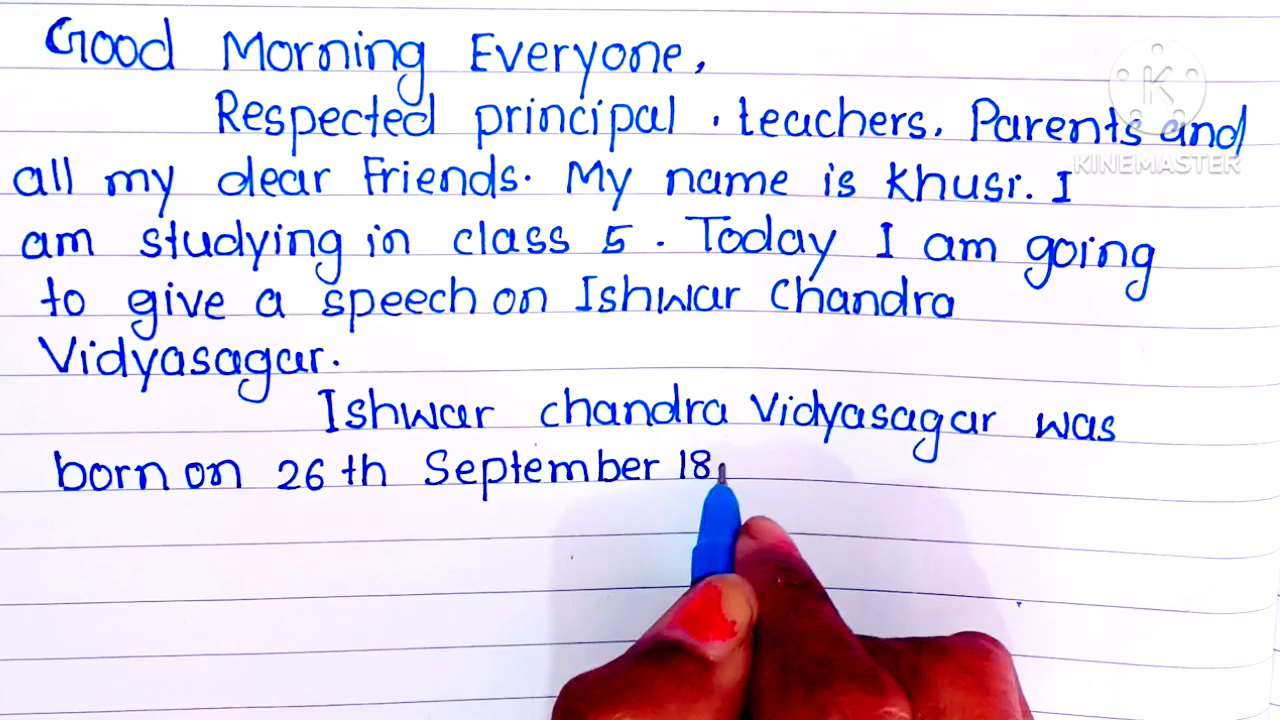 Good Morning Everyone,
Respected principal . teachers. Parents and
all my dear Friends. My name is khusi. I
am studying in class 5 . Today I am going
to give a speech on Ishwar Chandra
Vidyasagar.
Ishwar chandra Vidyasagar was
born on 26 th September 18
KINEMASTER